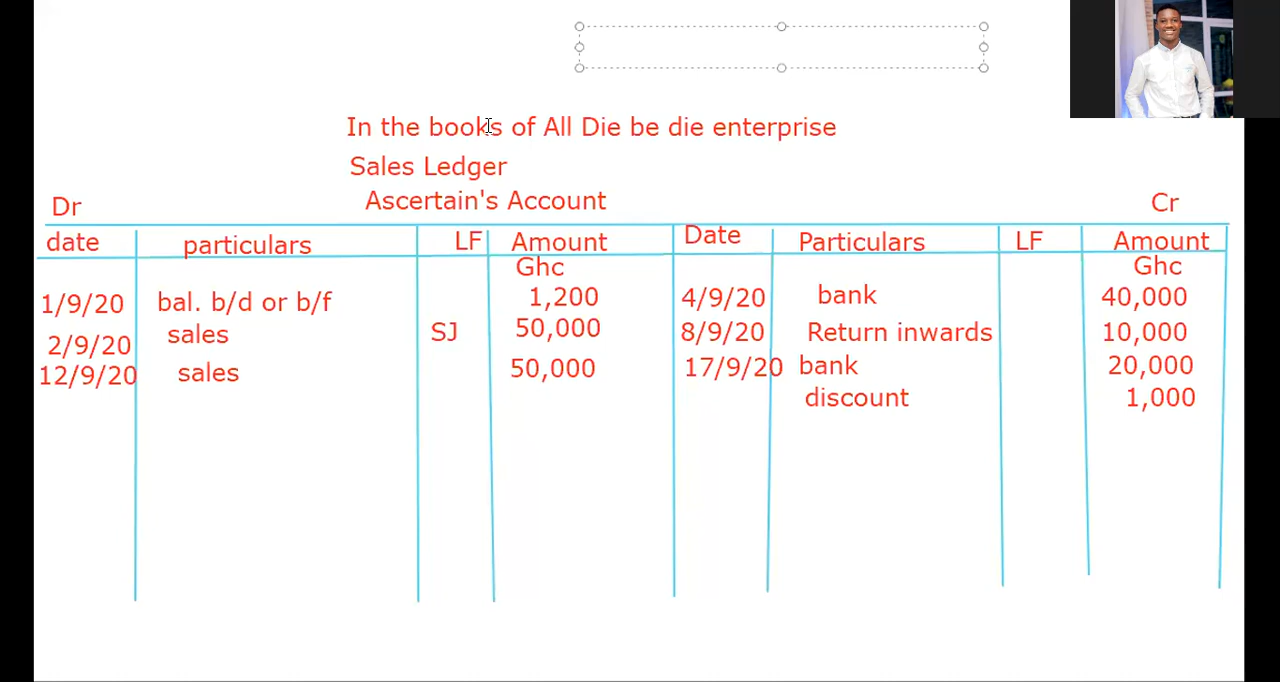 In the books of All Die be die enterprise
Sales Ledger
Ascertain's Account
Dr Cr
date particulars LF Amount Date Particulars LF Amount
Ghc Ghc
1/9/20 bal. b/d or b/f 1,200 4/9/20 bank 40,000
2/9/20 sales SJ 50,000 8/9/20 Return inwards 10,000
12/9/20 sales 50,000 17/9/20 bank 20,000
discount 1,000